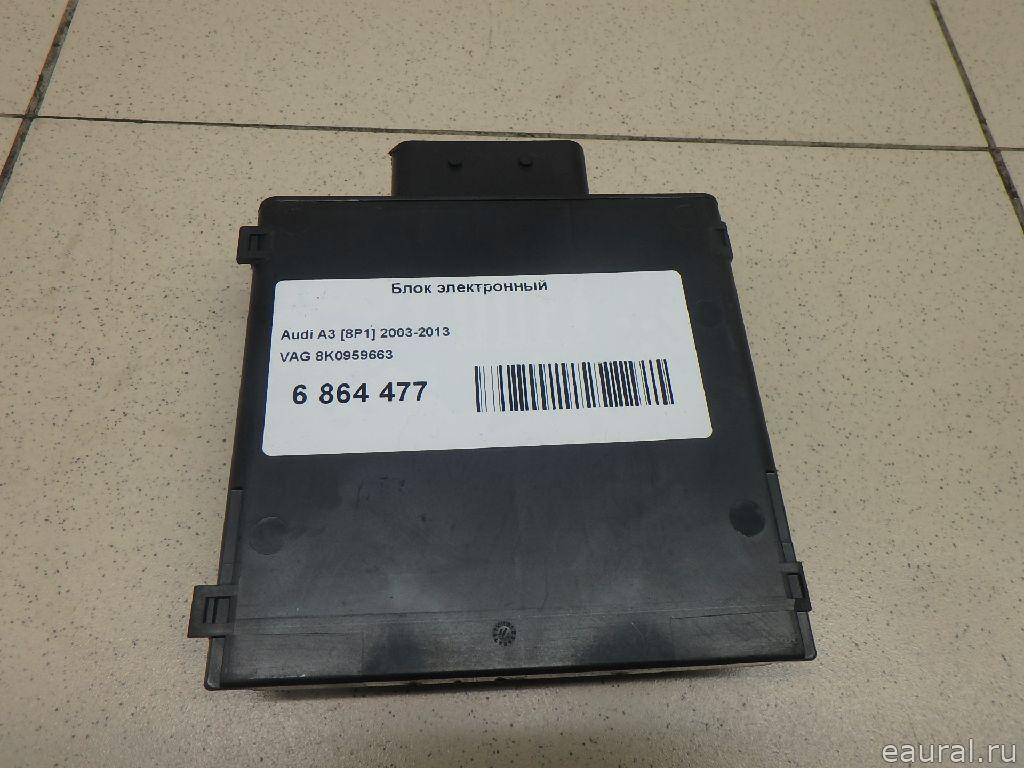 Блок электронный
Audi A3 [8P1] 2003-2013
VAG 8K0959663
6 864 477
eaural.ru